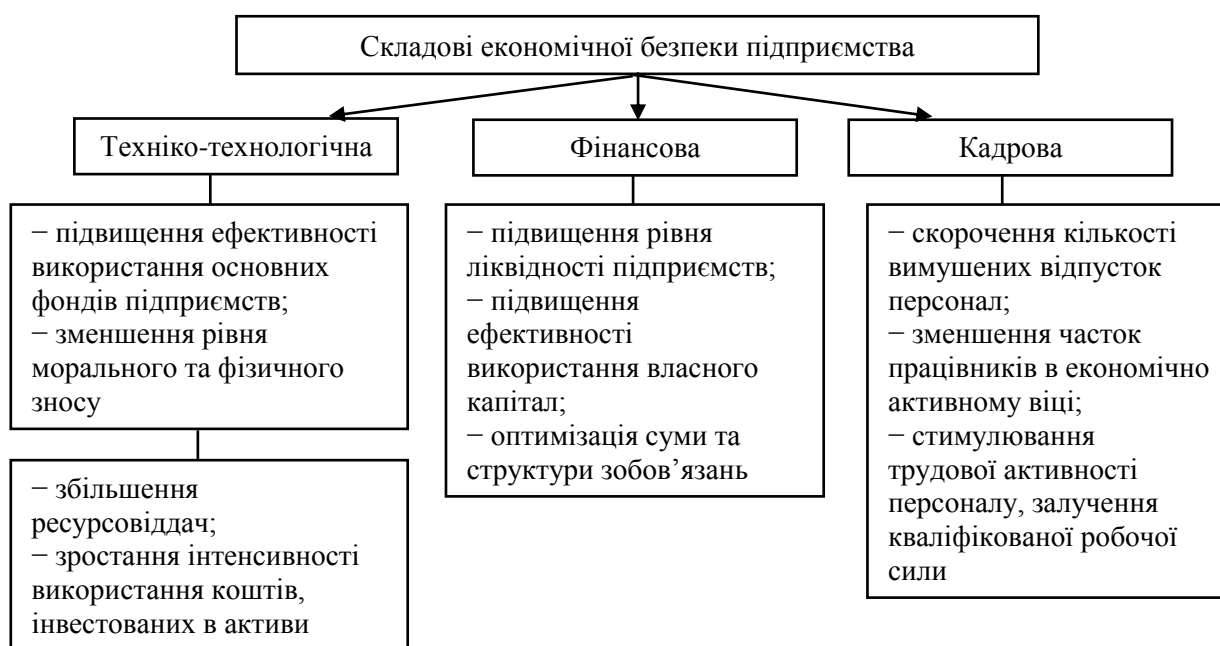 Складові економічної безпеки підприємства
Техніко-технологічна
− підвищення ефективності
використання основних
фондів підприємств;
− зменшення рівня
морального та фізичного
зносу
− збільшення
ресурсовіддач;
− зростання інтенсивності
використання коштів,
інвестованих в активи
Фінансова
− підвищення рівня
ліквідності підприємств;
− підвищення
ефективності
використання власного
капітал;
− оптимізація суми та
структури зобов’язань
Кадрова
− скорочення кількості
вимушених відпусток
персонал;
− зменшення часток
працівників в економічно
активному віці;
− стимулювання
трудової активності
персоналу, залучення
кваліфікованої робочої
сили